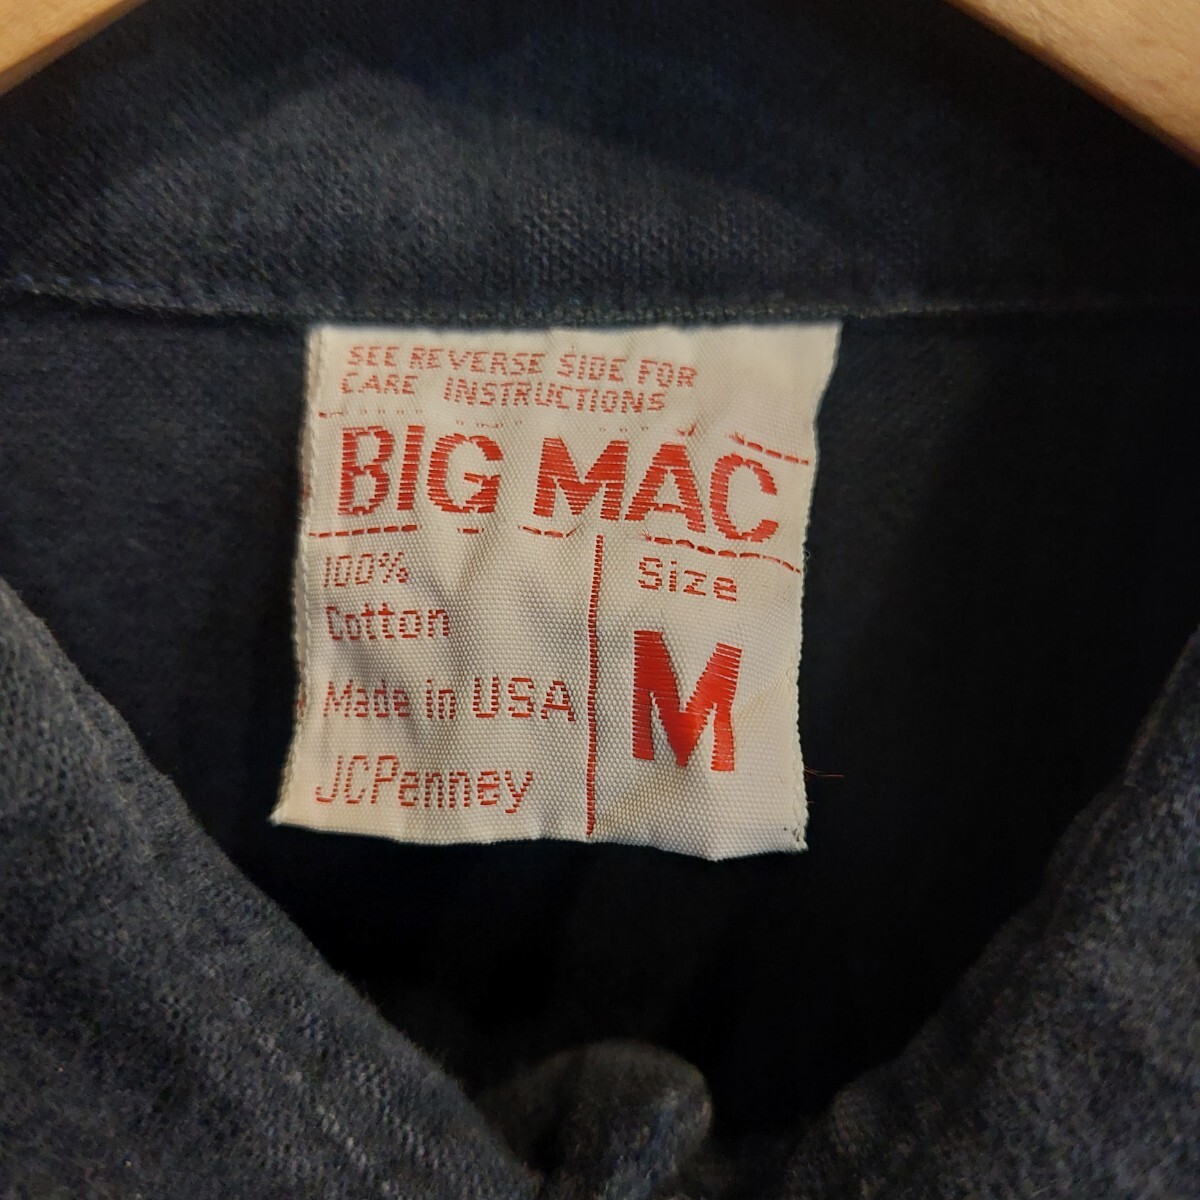 SEE REVERSE SIDE FOR
CARE INSTRUCTIONS
BIG MAC
100%
Cotton
Made in USA
JCPenney
Size
M